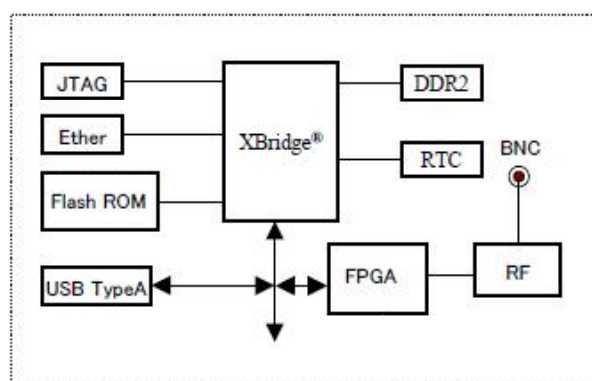 JTAG
DDR2
Ether
XBridge®
RTC
BNC
Flash ROM
USB TypeA
FPGA
RF